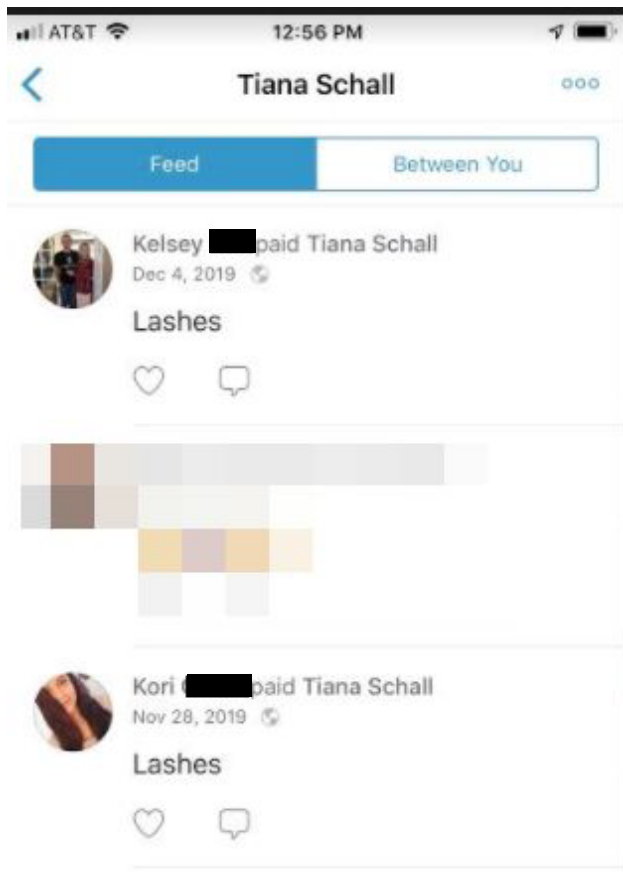 AT&T 12:56 PM
Tiana Schall
Feed Between You
Kelsey paid Tiana Schall
Dec 4, 2019
Lashes
Kori paid Tiana Schall
Nov 28, 2019
Lashes